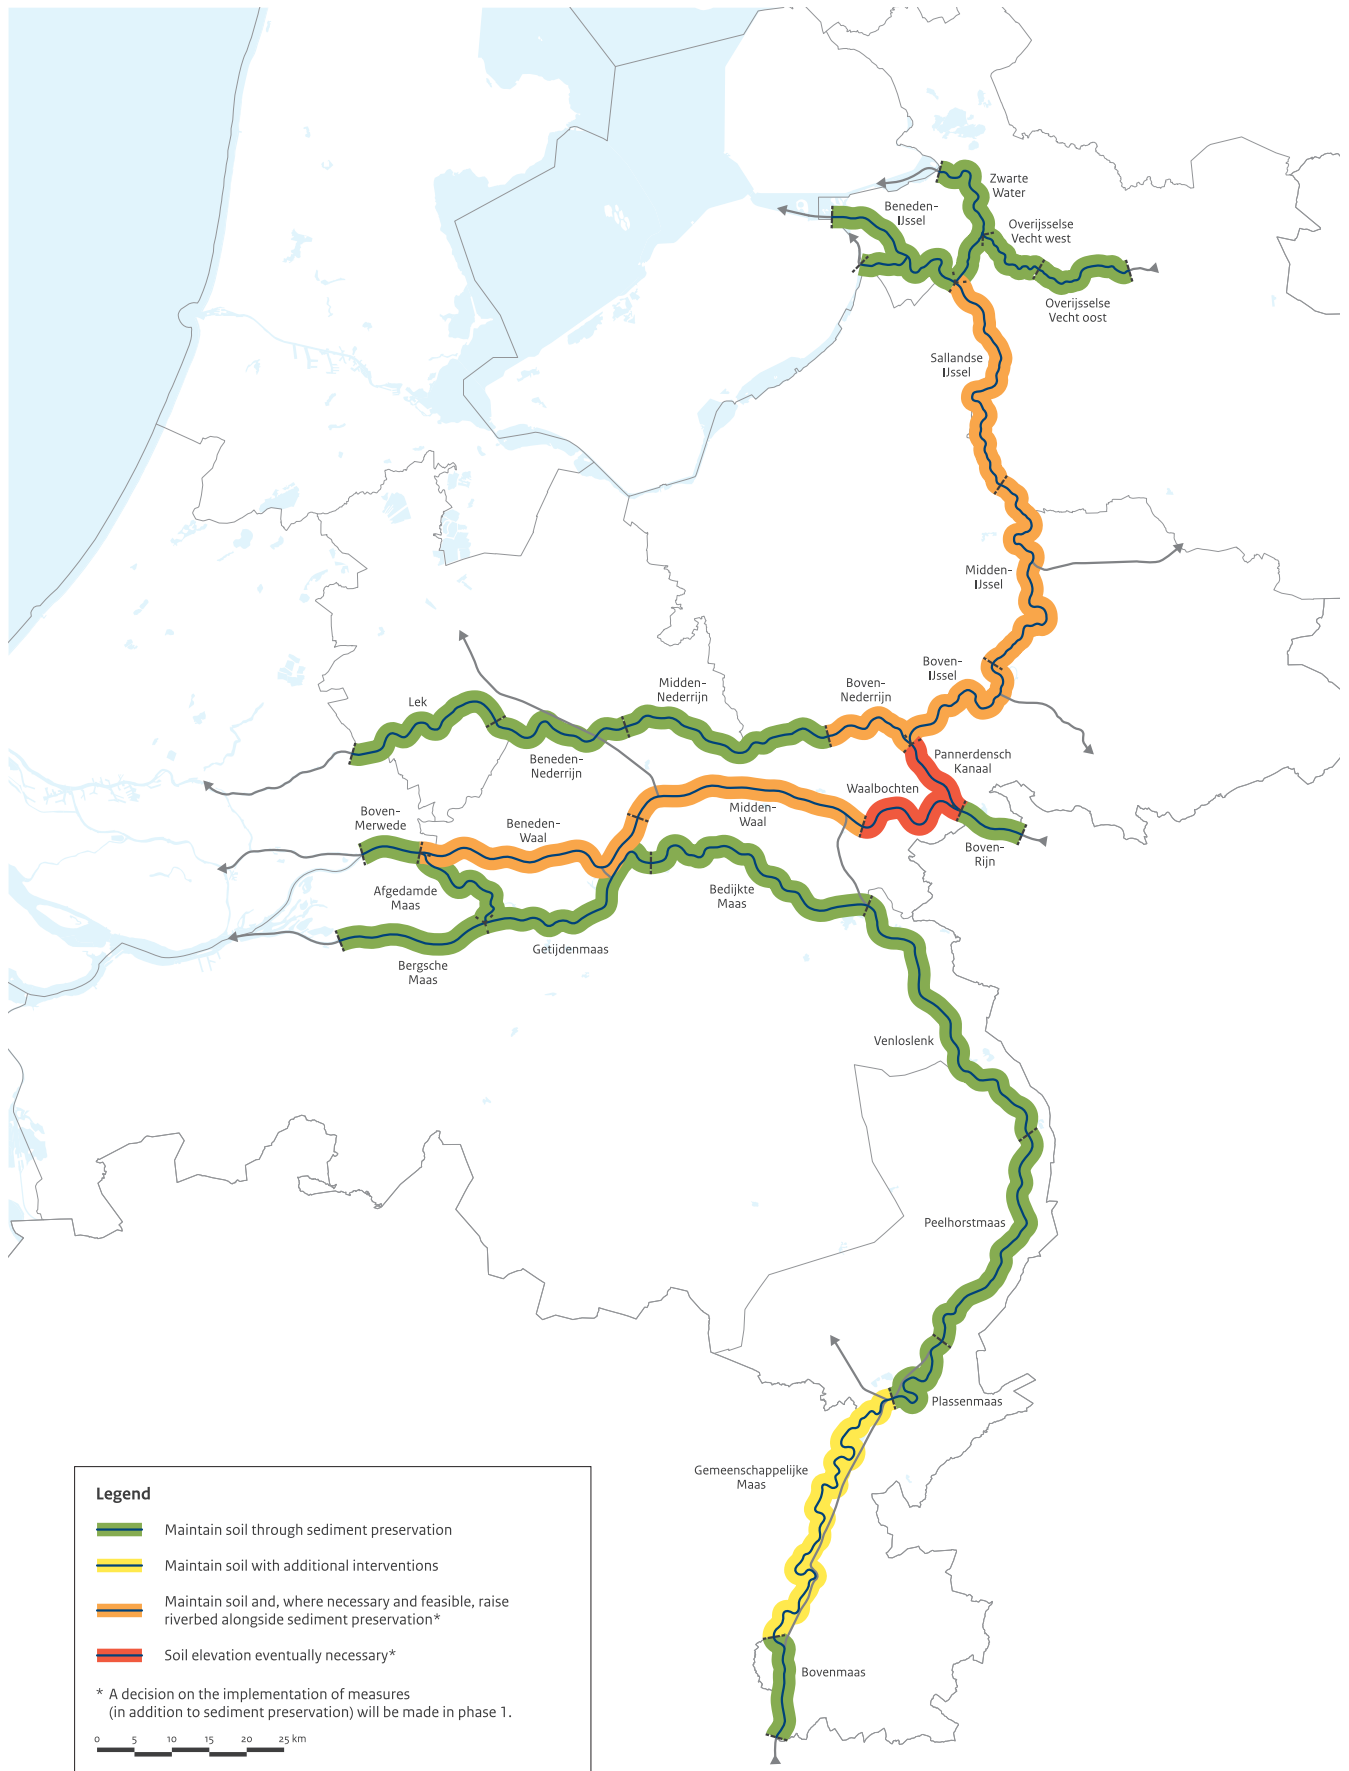 Zwarte
Water
Beneden-
IJssel
Overijsselse
Vecht west
Overijsselse
Vecht oost
Sallandse
IJssel
Midden-
IJssel
Boven-
IJssel
Midden-
Nederrijn
Boven-
Nederrijn
Lek
Beneden-
Nederrijn
Pannerdensch
Kanaal
Waalbochten
Midden-
Waal
Boven-
Merwede
Beneden-
Waal
Boven-
Rijn
Afgedamde
Maas
Bedijkte
Maas
Getijdenmaas
Bergsche
Maas
Venloslenk
Peelhorstmaas
Plassenmaas
Gemeenschappelijke
Maas
Bovenmaas
Legend
Maintain soil through sediment preservation
Maintain soil with additional interventions
Maintain soil and, where necessary and feasible, raise
riverbed alongside sediment preservation*
Soil elevation eventually necessary*
* A decision on the implementation of measures
(in addition to sediment preservation) will be made in phase 1.
0 5 10 15 20 25 km